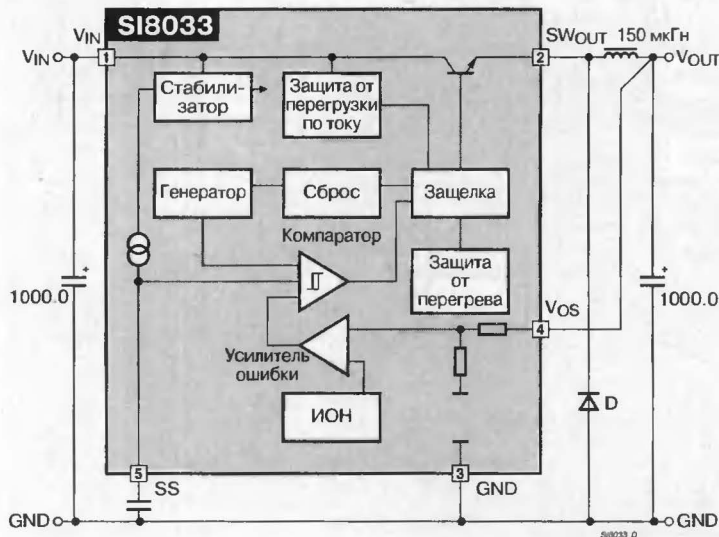 SI8033
VIN
VIN
1
SWOUT
2
150 мкГн
VOUT
Стабили-
затор
Защита от
перегрузки
по току
Генератор
Сброс
Защелка
Компаратор
Защита
от
перегрева
+
1000.0
+
1000.0
VOS
4
Усилитель
ошибки
ИОН
D
5
SS
3
GND
GND
GND
SI8033_0